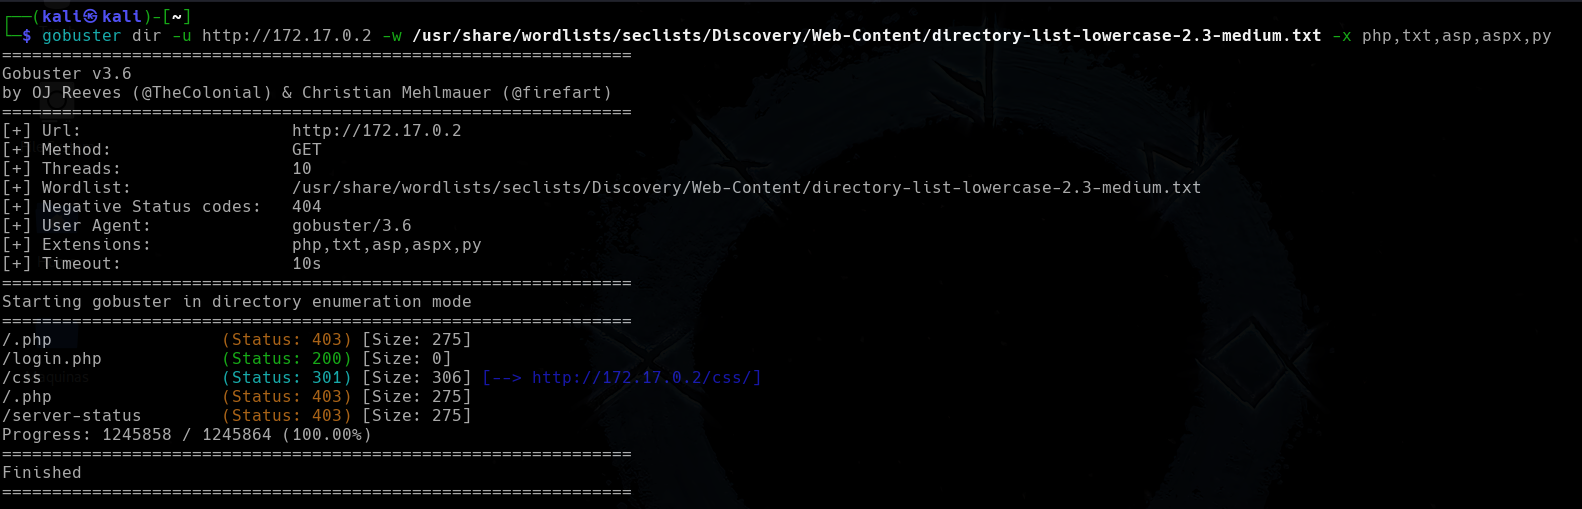 ┌──(kali㉿kali)-[~]
└─$ gobuster dir -u http://172.17.0.2 -w /usr/share/wordlists/seclists/Discovery/Web-Content/directory-list-lowercase-2.3-medium.txt -x php,txt,asp,aspx,py
===============================================================
Gobuster v3.6
by OJ Reeves (@TheColonial) & Christian Mehlmauer (@firefart)
===============================================================
[+] Url:                     http://172.17.0.2
[+] Method:                  GET
[+] Threads:                 10
[+] Wordlist:                /usr/share/wordlists/seclists/Discovery/Web-Content/directory-list-lowercase-2.3-medium.txt
[+] Negative Status codes:   404
[+] User Agent:              gobuster/3.6
[+] Extensions:              php,txt,asp,aspx,py
[+] Timeout:                 10s
===============================================================
Starting gobuster in directory enumeration mode
===============================================================
/.php                 (Status: 403) [Size: 275]
/login.php            (Status: 200) [Size: 0]
/css                  (Status: 301) [Size: 306] [--> http://172.17.0.2/css/]
/.php                 (Status: 403) [Size: 275]
/server-status        (Status: 403) [Size: 275]
Progress: 1245858 / 1245864 (100.00%)
===============================================================
Finished
===============================================================